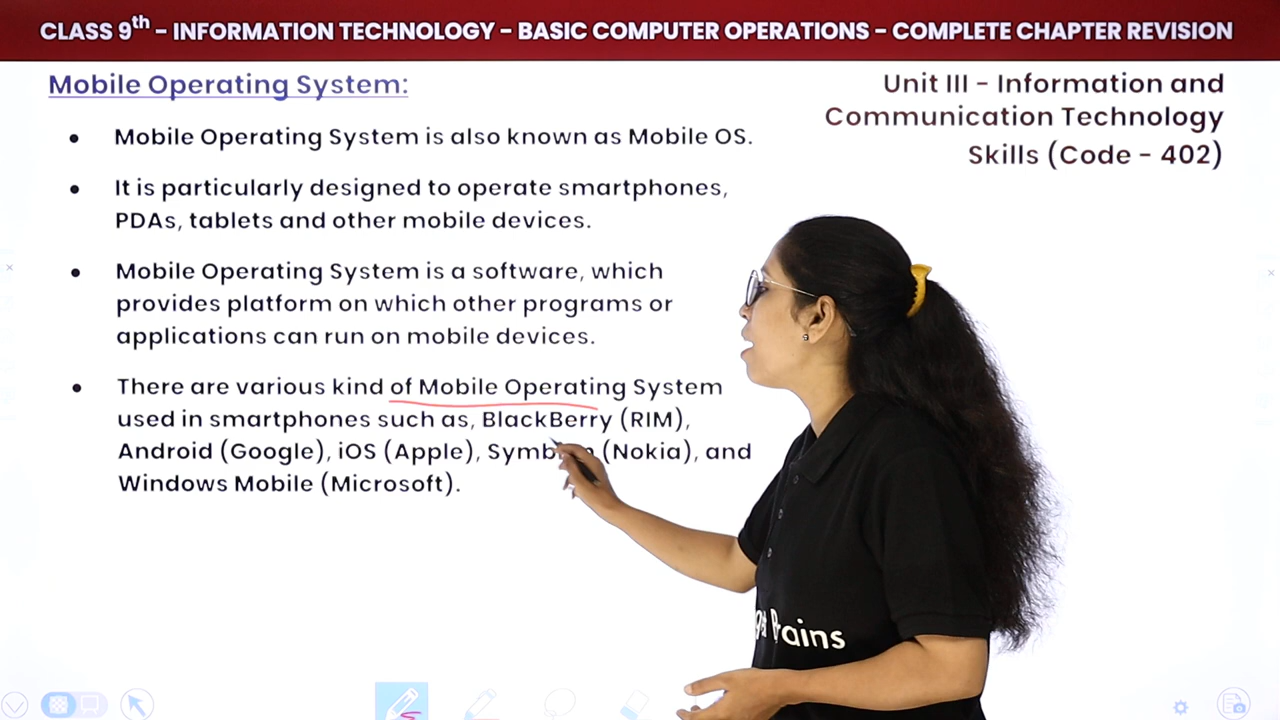 CLASS 9th - INFORMATION TECHNOLOGY - BASIC COMPUTER OPERATIONS - COMPLETE CHAPTER REVISION
Mobile Operating System:
Unit III - Information and
Communication Technology
Skills (Code - 402)
• Mobile Operating System is also known as Mobile OS.
• It is particularly designed to operate smartphones,
PDAs, tablets and other mobile devices.
• Mobile Operating System is a software, which
provides platform on which other programs or
applications can run on mobile devices.
• There are various kind of Mobile Operating System
used in smartphones such as, BlackBerry (RIM),
Android (Google), iOS (Apple), (Nokia), and
Windows Mobile (Microsoft).
Brains